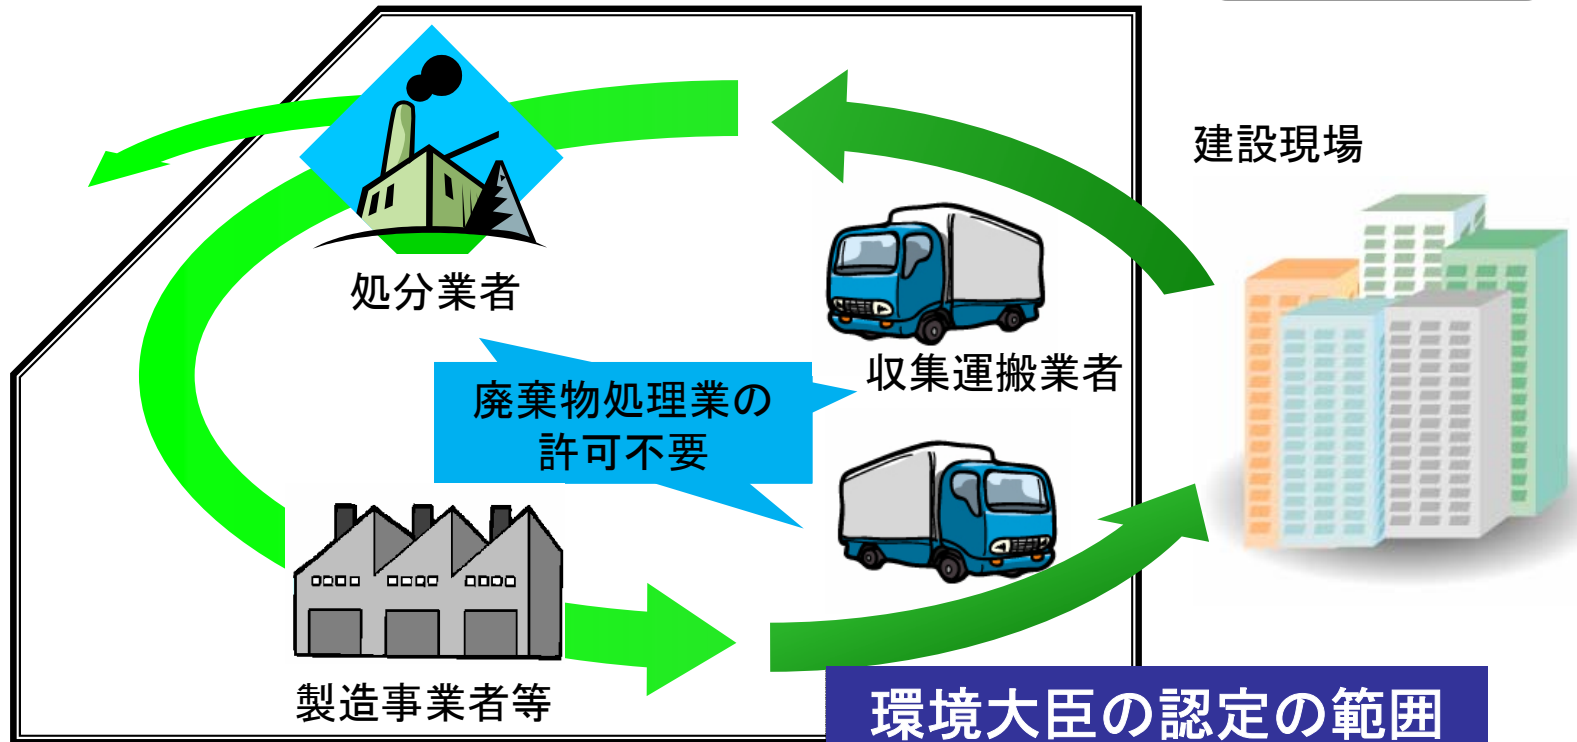 建設現場
処分業者
収集運搬業者
廃棄物処理業の
許可不要
製造事業者等
環境大臣の認定の範囲